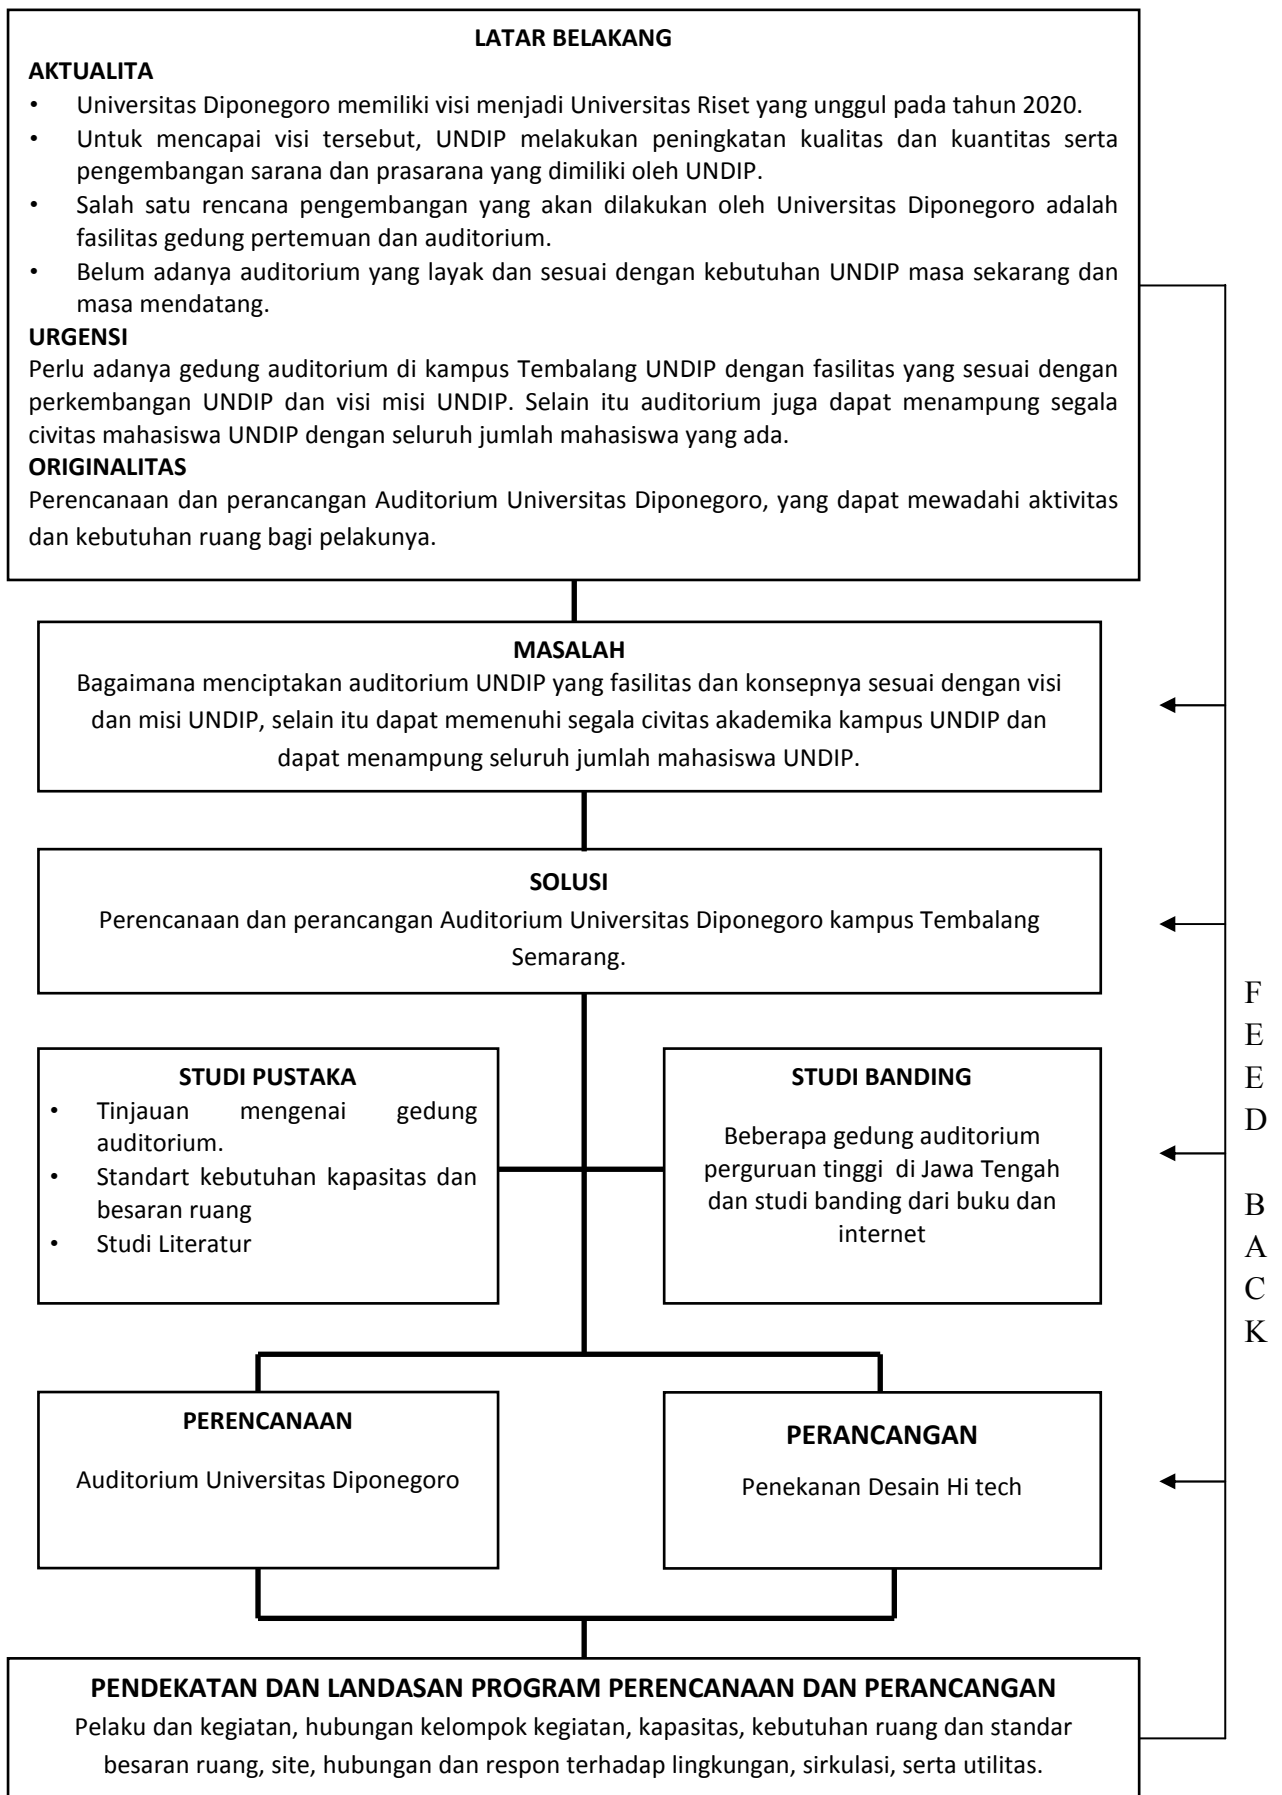 LATAR BELAKANG
AKTUALITA
• Universitas Diponegoro memiliki visi menjadi Universitas Riset yang unggul pada tahun 2020.
• Untuk mencapai visi tersebut, UNDIP melakukan peningkatan kualitas dan kuantitas serta
pengembangan sarana dan prasarana yang dimiliki oleh UNDIP.
• Salah satu rencana pengembangan yang akan dilakukan oleh Universitas Diponegoro adalah
fasilitas gedung pertemuan dan auditorium.
• Belum adanya auditorium yang layak dan sesuai dengan kebutuhan UNDIP masa sekarang dan
masa mendatang.
URGENSI
Perlu adanya gedung auditorium di kampus Tembalang UNDIP dengan fasilitas yang sesuai dengan
perkembangan UNDIP dan visi misi UNDIP. Selain itu auditorium juga dapat menampung segala
civitas mahasiswa UNDIP dengan seluruh jumlah mahasiswa yang ada.
ORIGINALITAS
Perencanaan dan perancangan Auditorium Universitas Diponegoro, yang dapat mewadahi aktivitas
dan kebutuhan ruang bagi pelakunya.
MASALAH
Bagaimana menciptakan auditorium UNDIP yang fasilitas dan konsepnya sesuai dengan visi
dan misi UNDIP, selain itu dapat memenuhi segala civitas akademika kampus UNDIP dan
dapat menampung seluruh jumlah mahasiswa UNDIP.
SOLUSI
Perencanaan dan perancangan Auditorium Universitas Diponegoro kampus Tembalang
Semarang.
STUDI PUSTAKA
• Tinjauan mengenai gedung
auditorium.
• Standart kebutuhan kapasitas dan
besaran ruang
• Studi Literatur
STUDI BANDING
Beberapa gedung auditorium
perguruan tinggi di Jawa Tengah
dan studi banding dari buku dan
internet
PERENCANAAN
Auditorium Universitas Diponegoro
PERANCANGAN
Penekanan Desain Hi tech
PENDEKATAN DAN LANDASAN PROGRAM PERENCANAAN DAN PERANCANGAN
Pelaku dan kegiatan, hubungan kelompok kegiatan, kapasitas, kebutuhan ruang dan standar
besaran ruang, site, hubungan dan respon terhadap lingkungan, sirkulasi, serta utilitas.
F
E
E
D
B
A
C
K